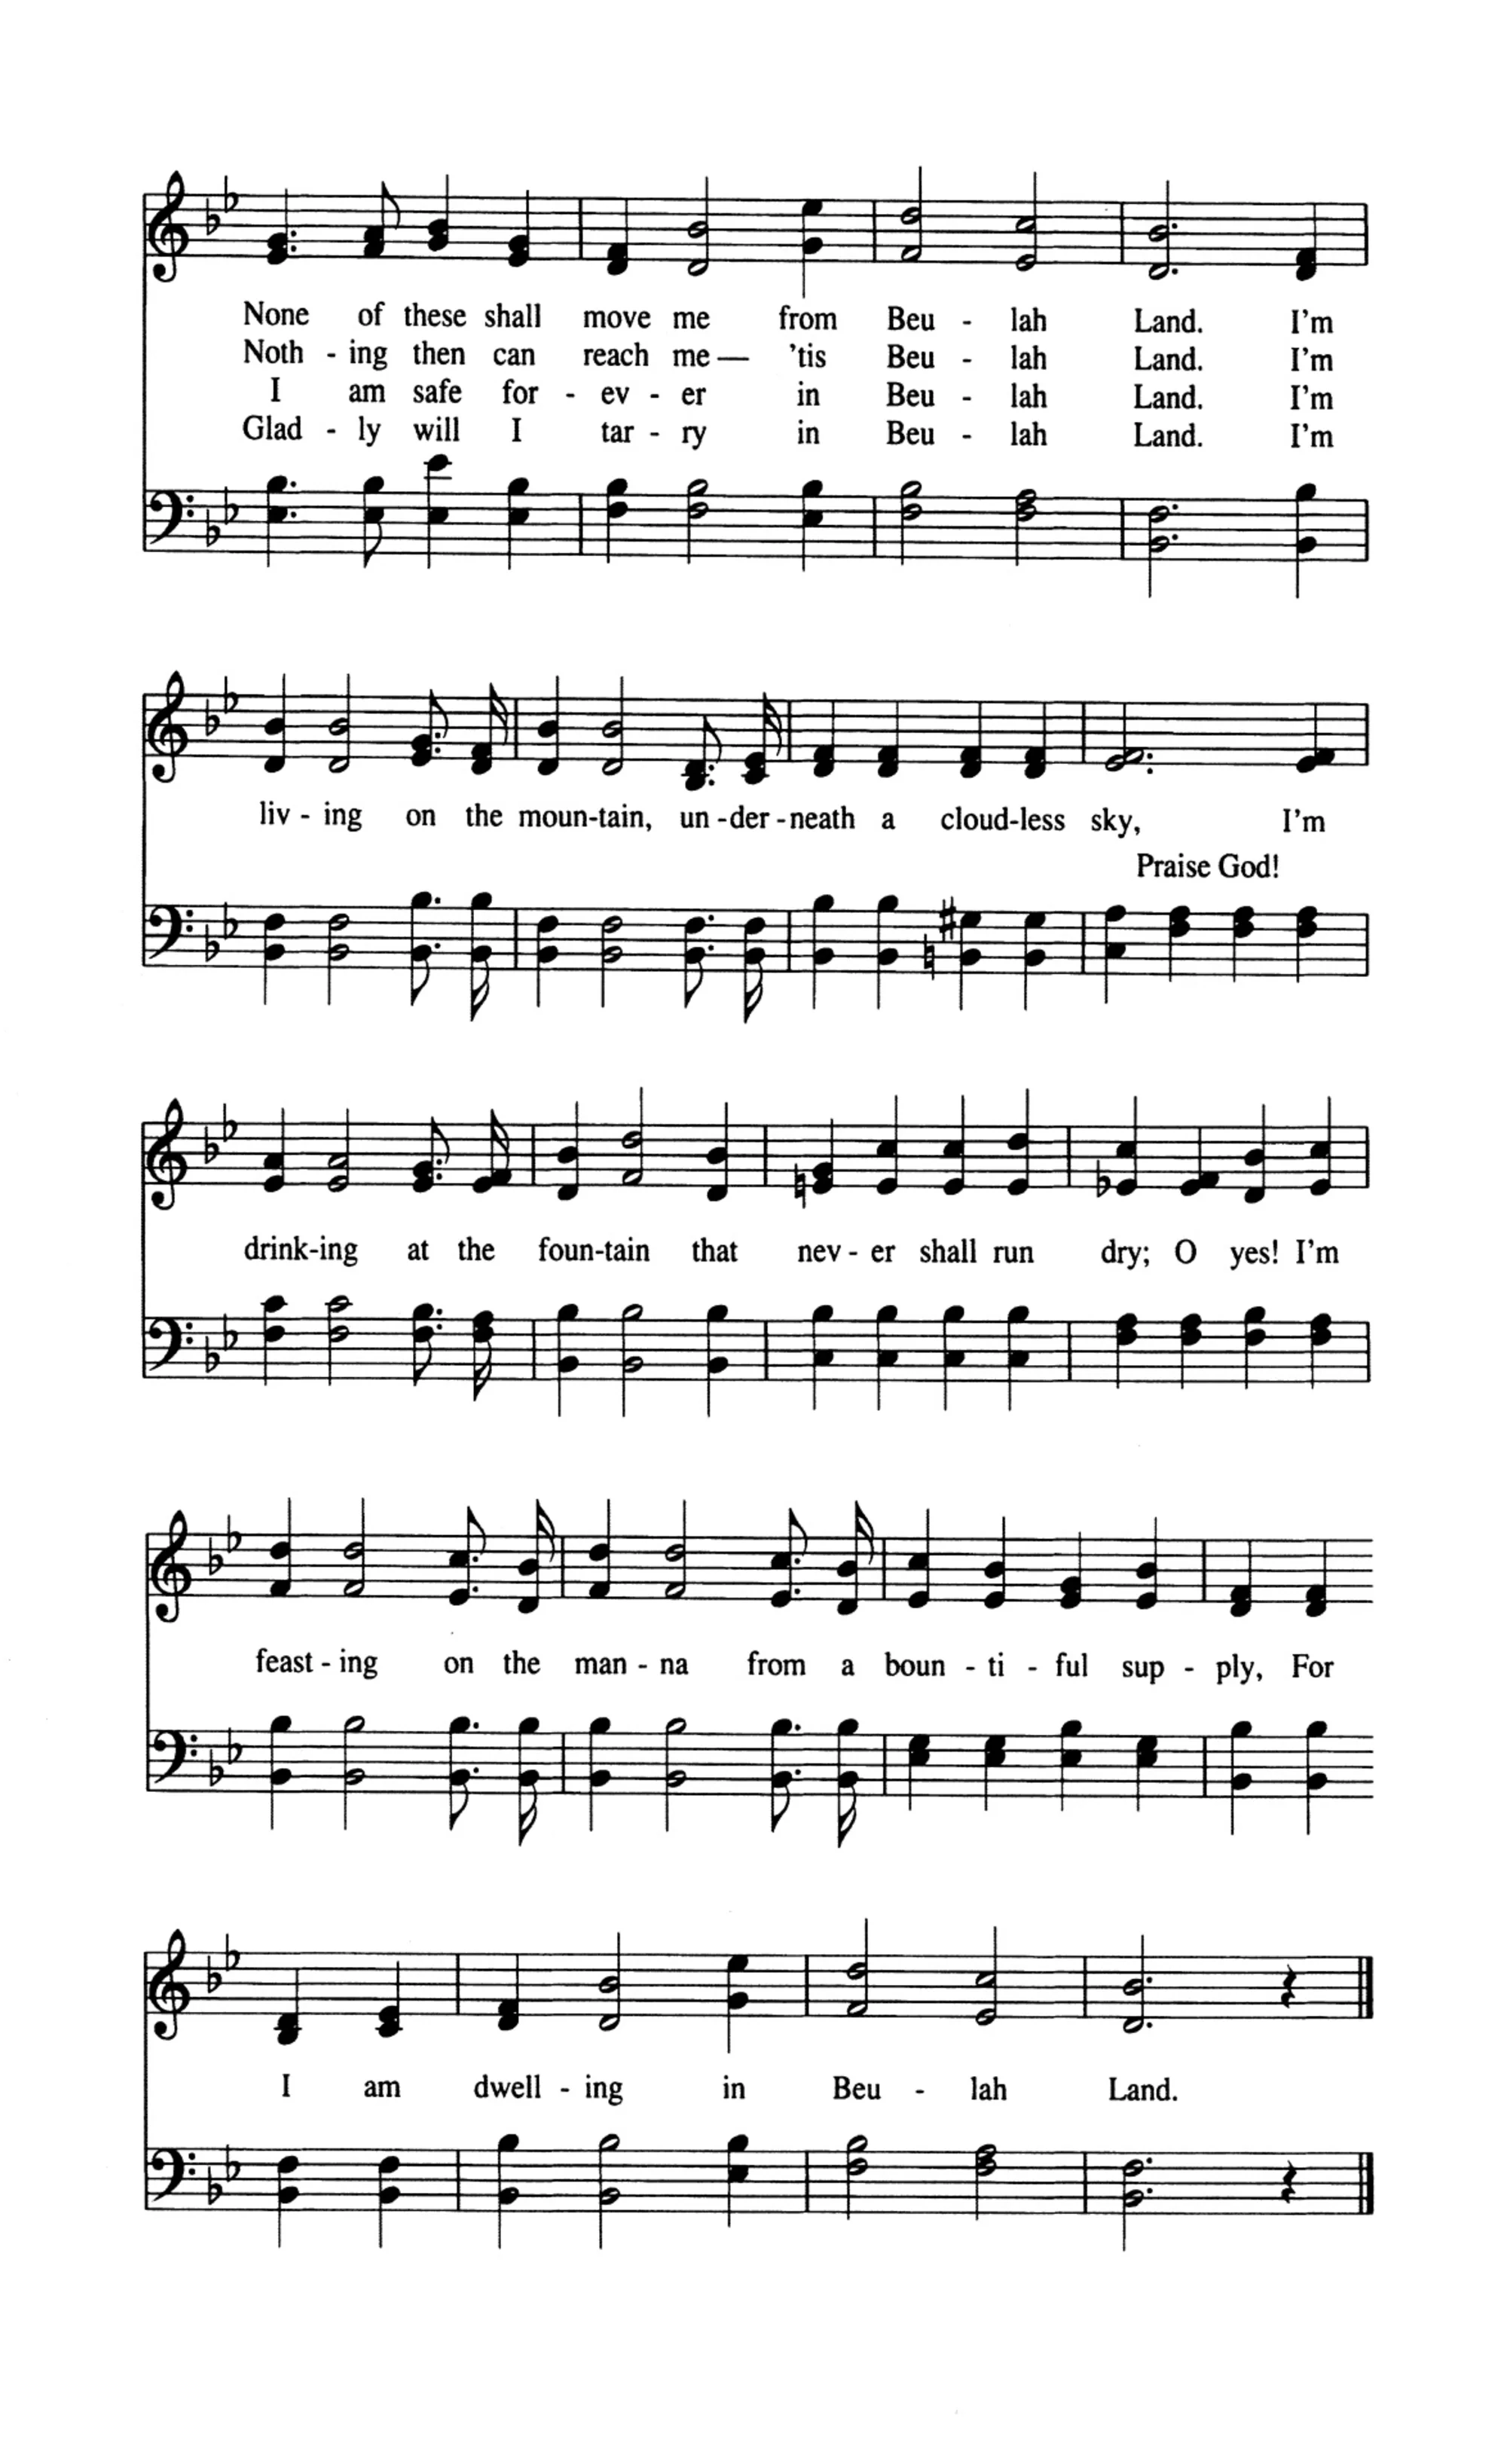 None of these shall move me from Beu - lah Land. I'm
Noth - ing then can reach me— 'tis Beu - lah Land. I'm
I am safe for - ev - er in Beu - lah Land. I'm
Glad - ly will I tar - ry in Beu - lah Land. I'm
liv - ing on the moun-tain, un-der-neath a cloud-less sky, I'm
Praise God!
drink-ing at the foun-tain that nev - er shall run dry; O yes! I'm
feast - ing on the man - na from a boun - ti - ful sup - ply, For
I am dwell - ing in Beu - lah Land.